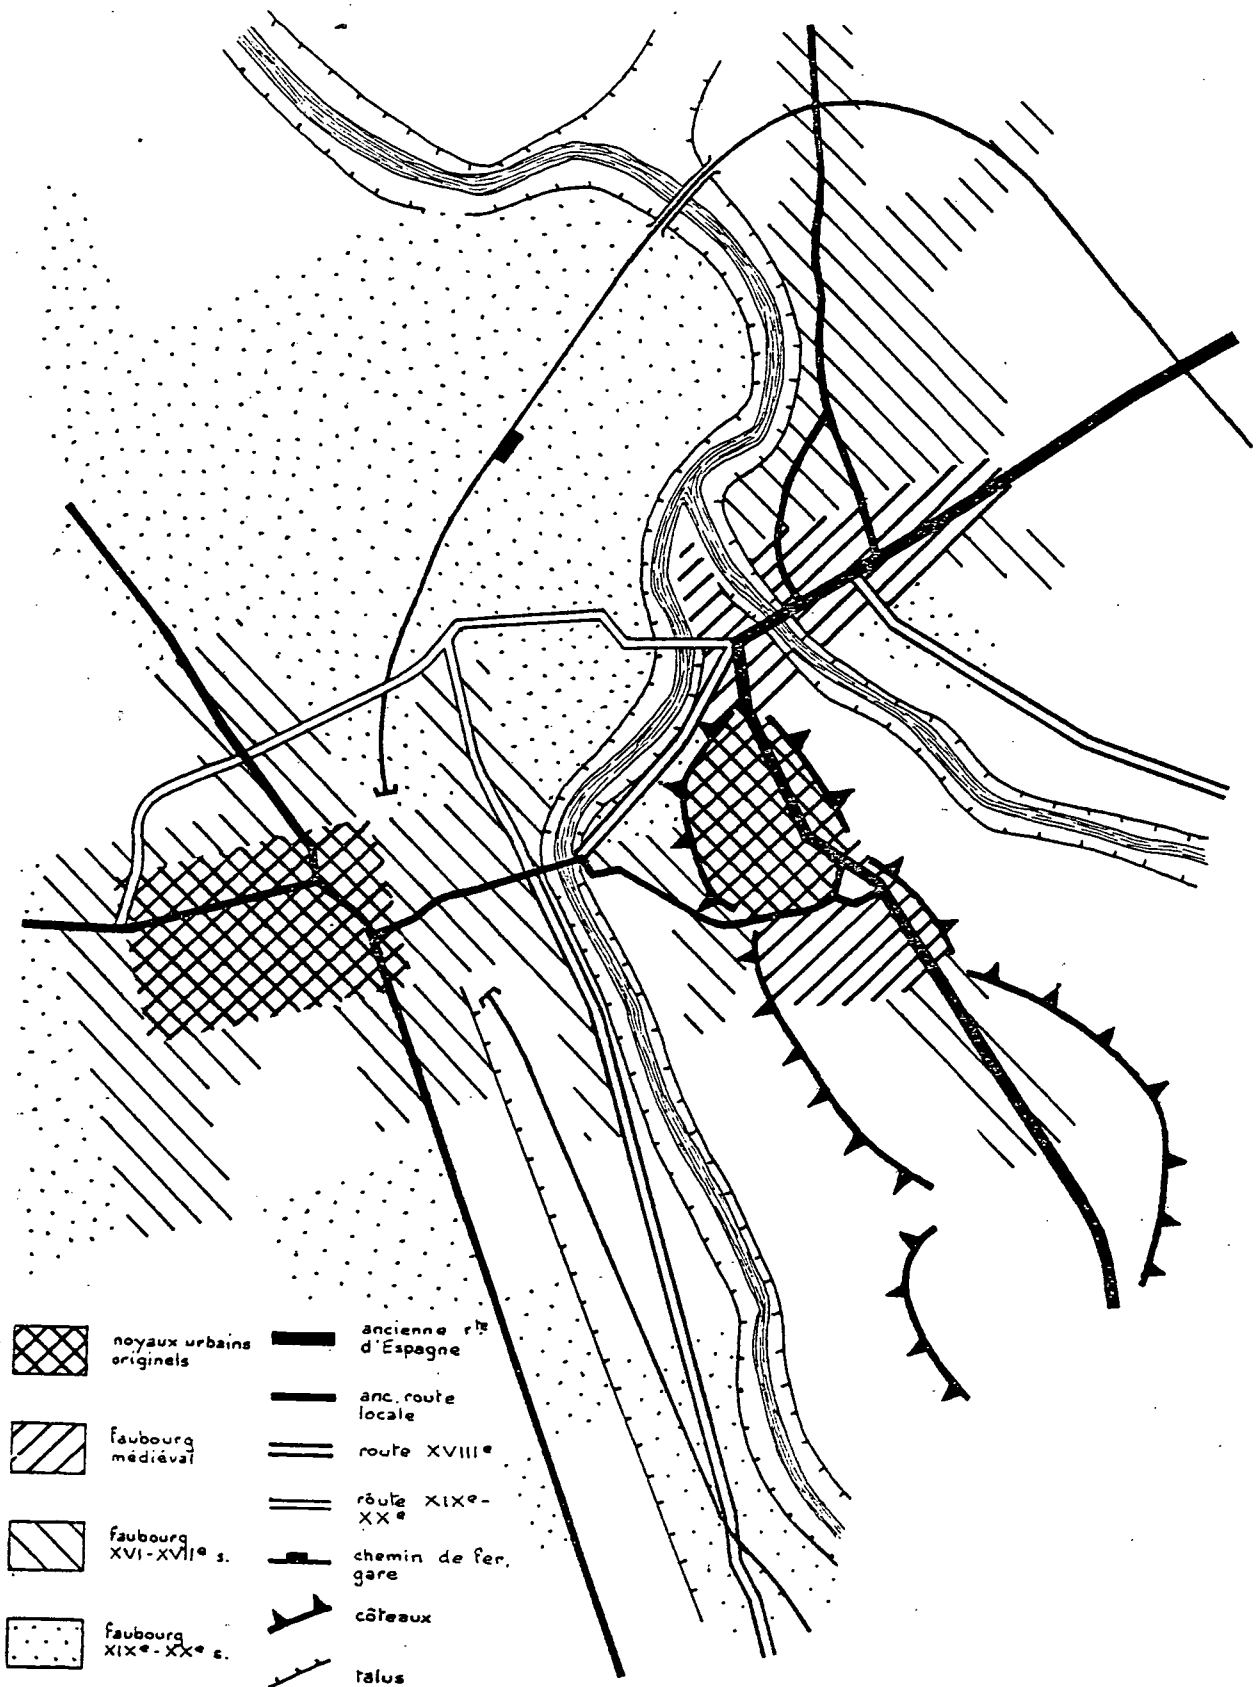 noyaux urbains
originels
faubourg
médiéval
faubourg
XVI-XVIIe s.
faubourg
XIXe-XXe s.
ancienne rte
d'Espagne
anc. route
locale
route XVIIIe
route XIXe-
XXe
chemin de fer,
gare
côteaux
talus